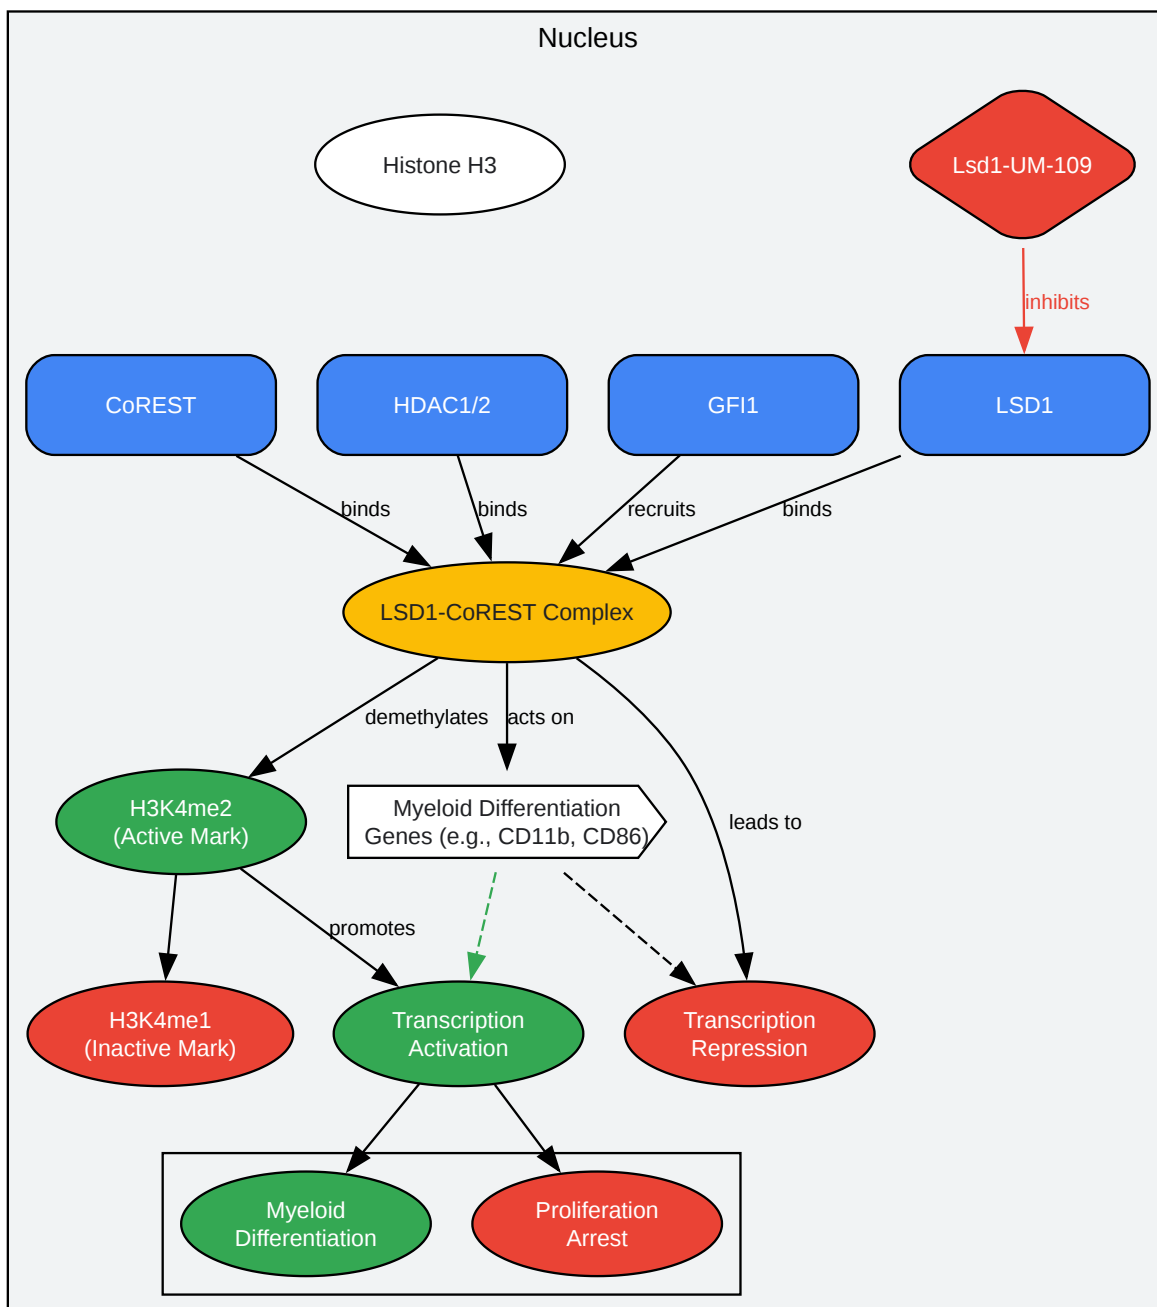 Nucleus
Histone H3
Lsd1-UM-109
inhibits
CoREST
HDAC1/2
GFI1
LSD1
binds
binds
recruits
binds
LSD1-CoREST Complex
demethylates
acts on
H3K4me2
(Active Mark)
Myeloid Differentiation
Genes (e.g., CD11b, CD86)
leads to
promotes
H3K4me1
(Inactive Mark)
Transcription
Activation
Transcription
Repression
Myeloid
Differentiation
Proliferation
Arrest